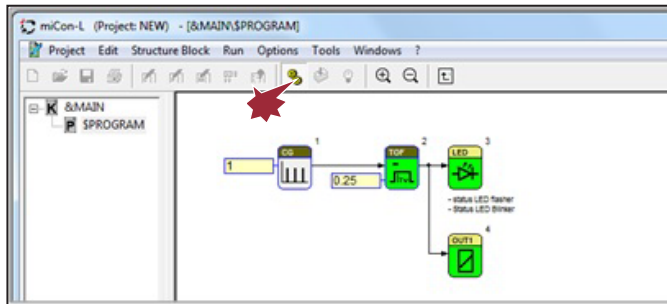 miCon-L (Project: NEW) - [&MAIN\$PROGRAM]
Project Edit Structure Block Run Options Tools Windows ?
K &MAIN
P $PROGRAM
CG 1
TOF 2
LED 3
1
0.25
- status LED flasher
- Status LED Blinker
OUT1 4